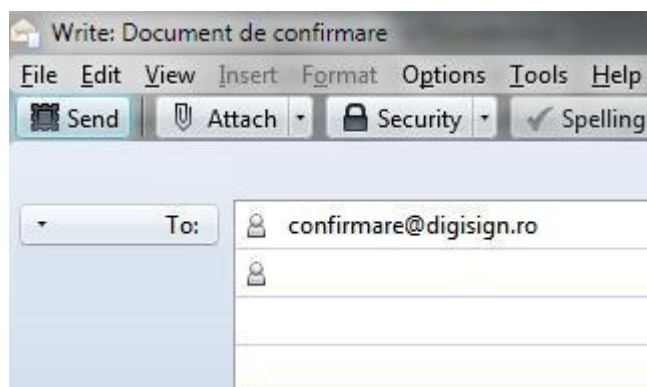 Write: Document de confirmare
File Edit View Insert Format Options Tools Help
Send Attach Security Spelling
To: confirmare@digisign.ro